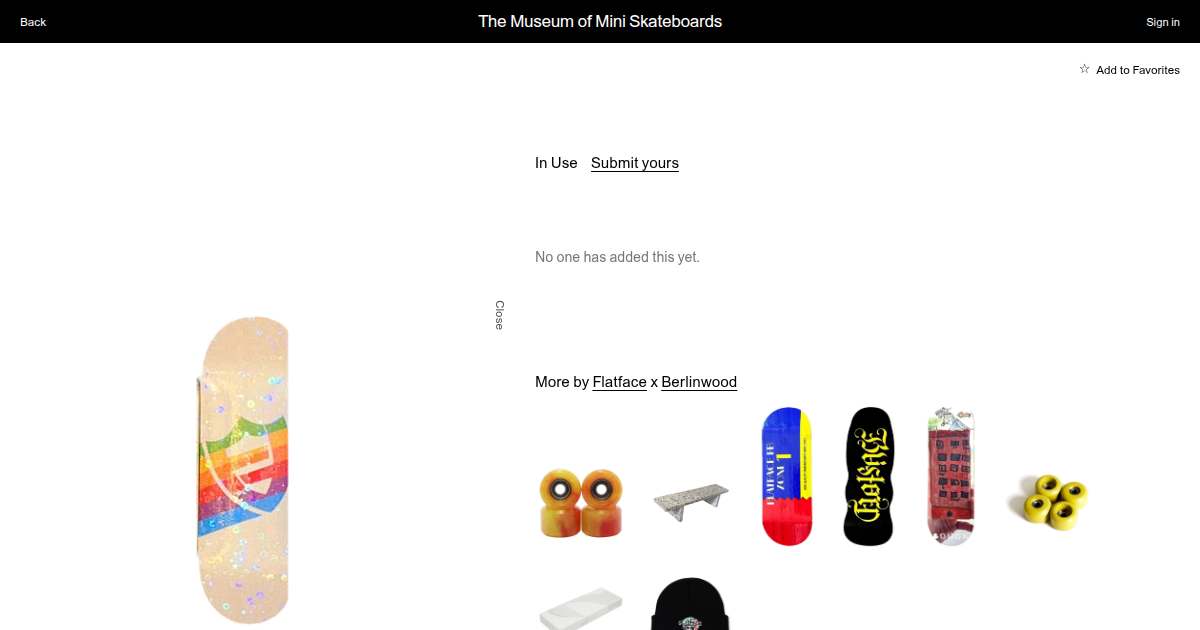 Back
The Museum of Mini Skateboards
Sign in
☆ Add to Favorites
In Use Submit yours
No one has added this yet.
Close
More by Flatface x Berlinwood